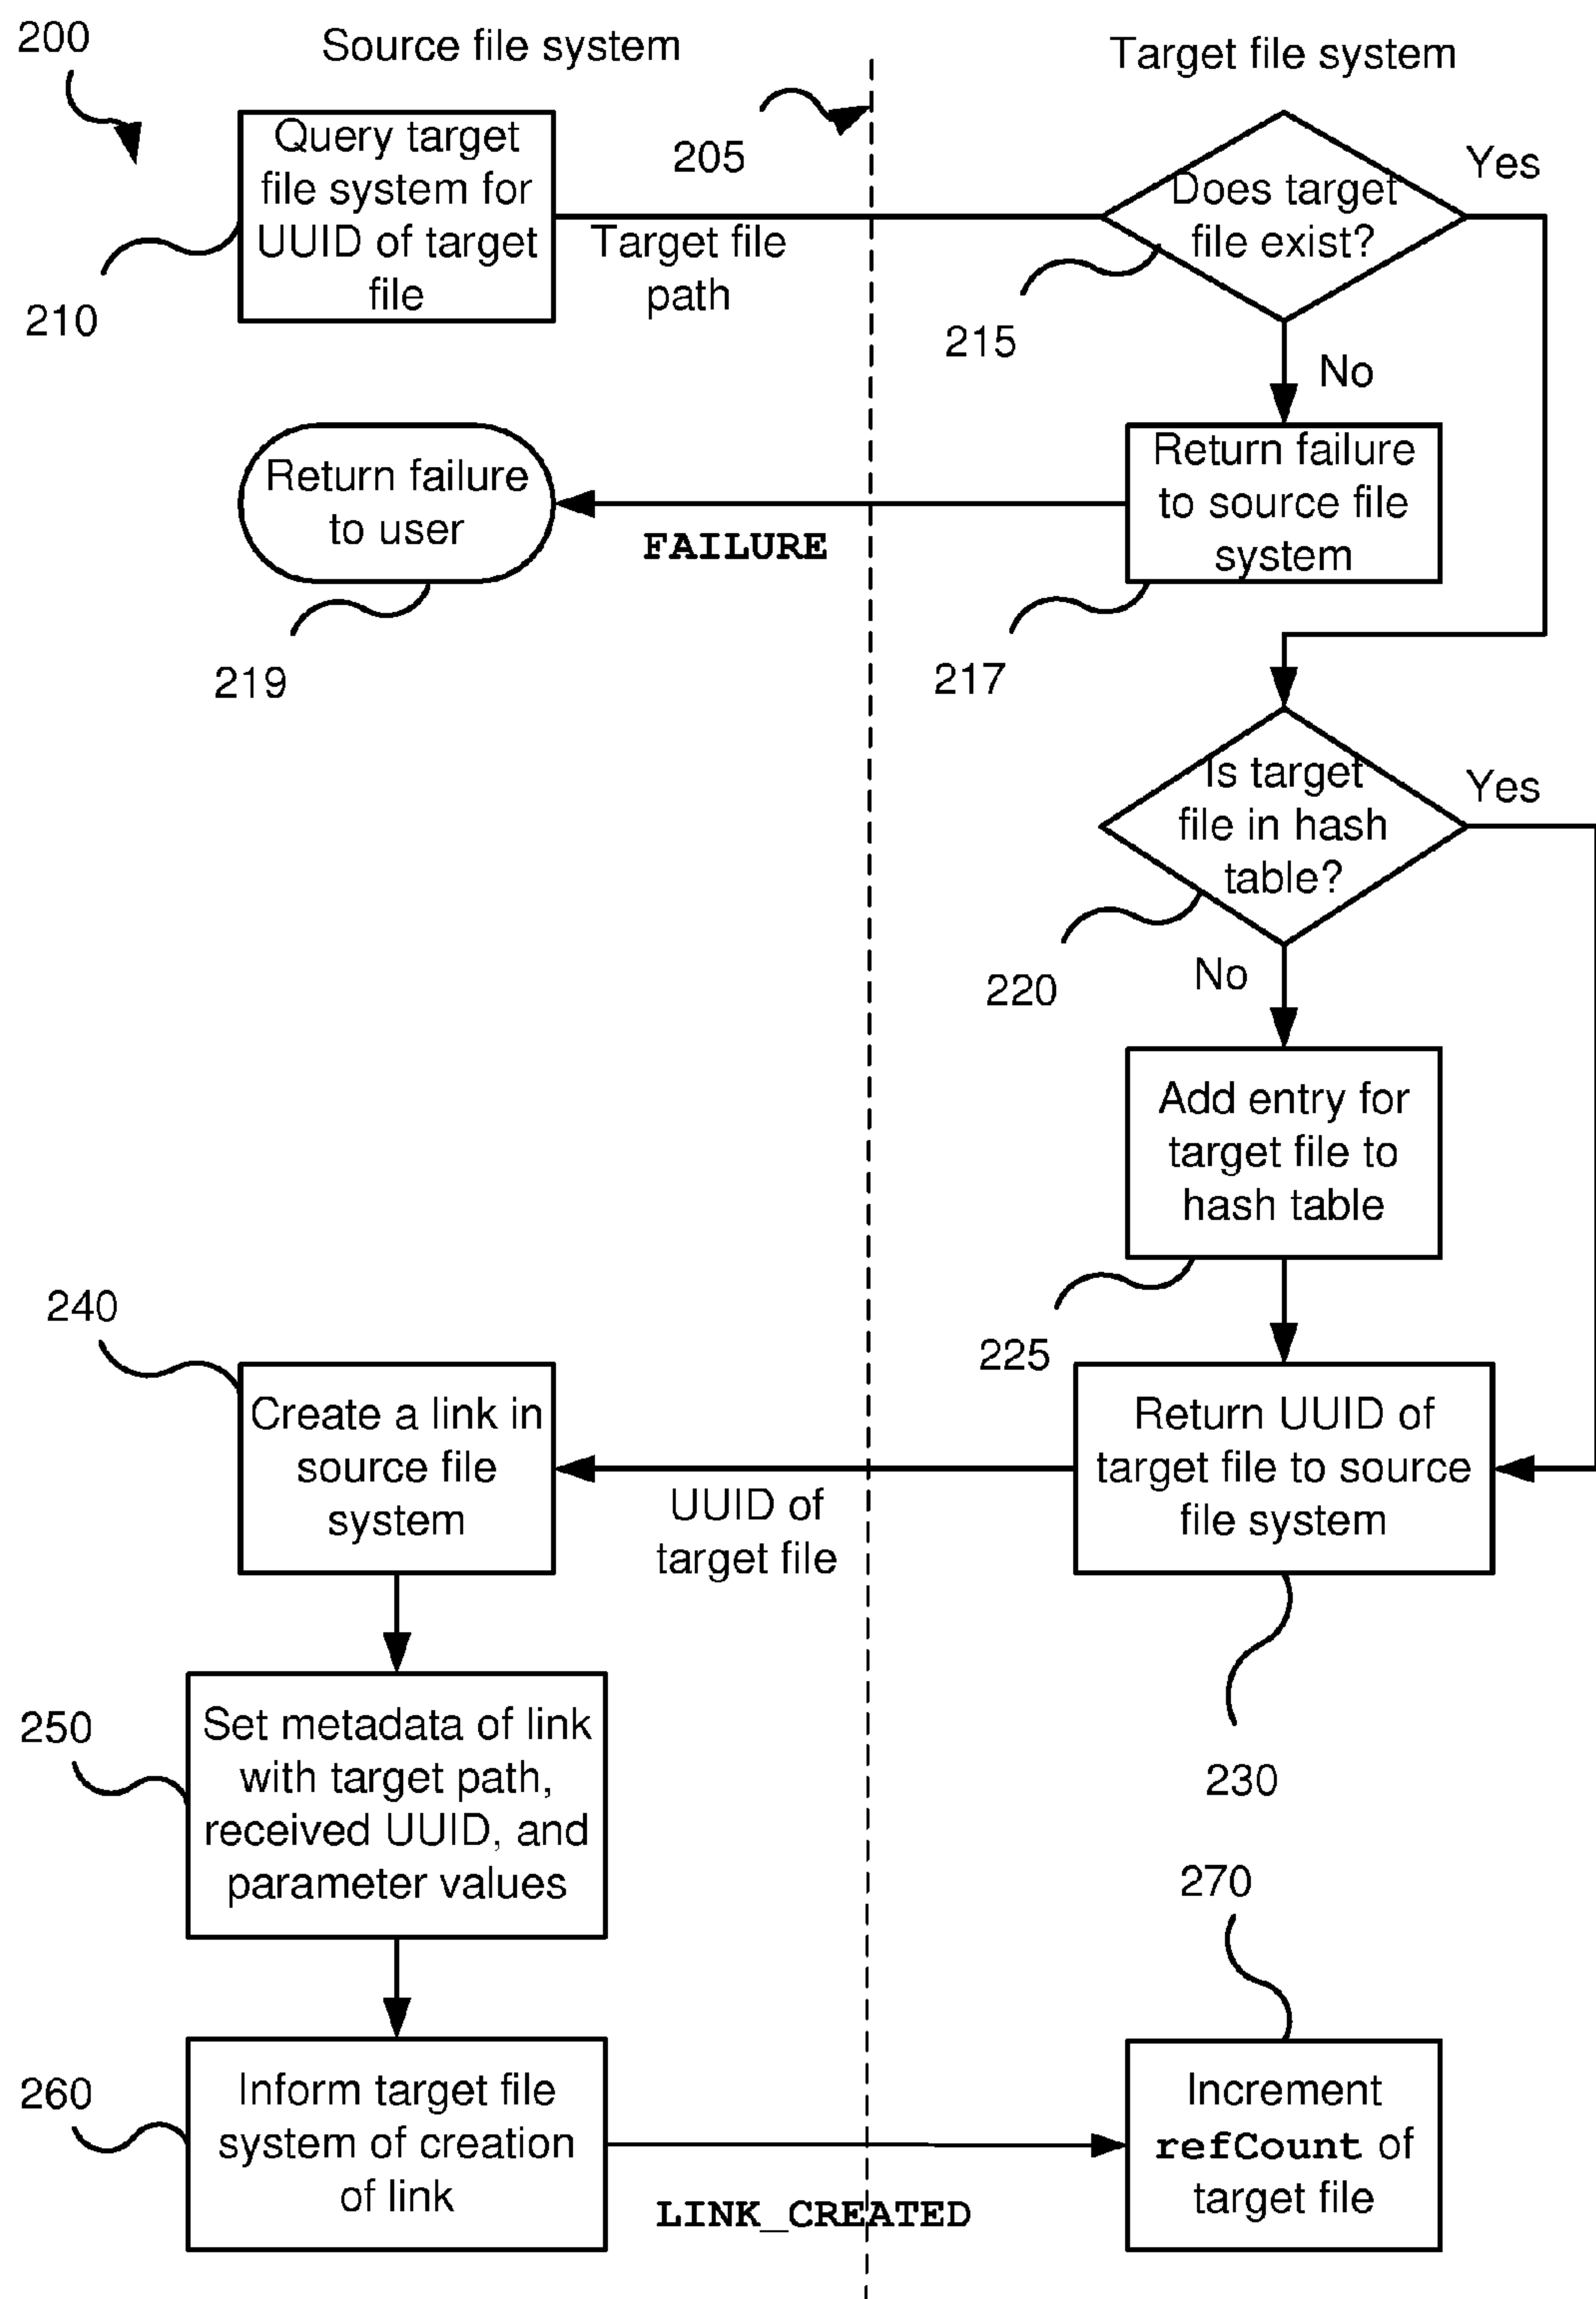 200
Source file system
Target file system
Query target
file system for
UUID of target
file
205
Target file
path
Does target
file exist?
Yes
210
215
No
Return failure
to user
FAILURE
Return failure
to source file
system
219
217
Is target
file in hash
table?
Yes
220
No
Add entry for
target file to
hash table
240
225
Create a link in
source file
system
UUID of
target file
Return UUID of
target file to source
file system
250
Set metadata of link
with target path,
received UUID, and
parameter values
230
270
260
Inform target file
system of creation
of link
LINK_CREATED
Increment
refCount of
target file